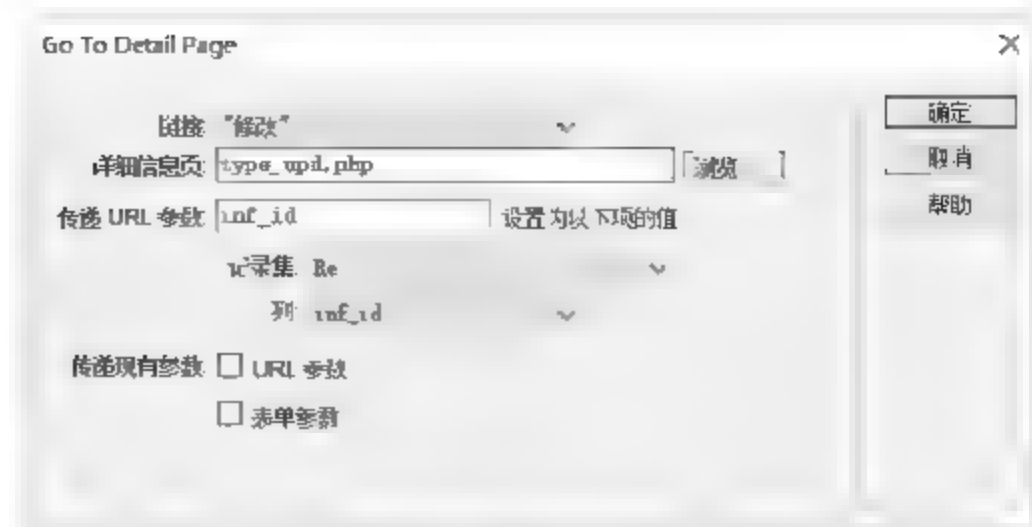 Go To Detail Page
链接: "修改"
确定
详细信息页: type_upd.php
浏览...
取消
传递 URL 参数: inf_id
设置为以下项的值
帮助
记录集: Re
列: inf_id
传递现有参数: URL 参数
表单参数